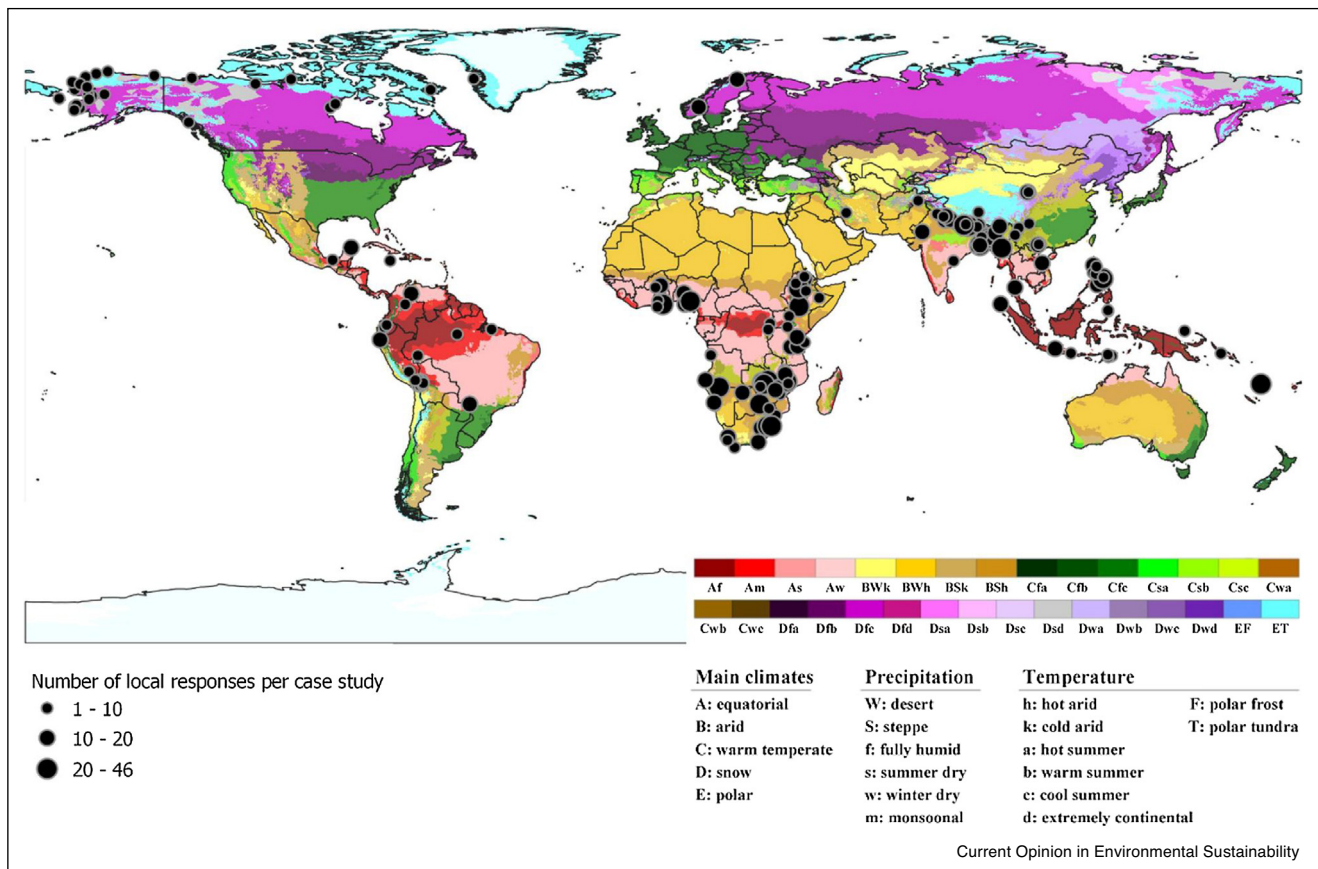 Af Am As Aw BWk BWh BSk BSh Cfa Cfb Cfc Csa Csb Csc Cwa
Cwb Cwc Dfa Dfb Dfc Dfd Dsa Dsb Dsc Dsd Dwa Dwb Dwc Dwd EF ET
Number of local responses per case study
1 - 10
10 - 20
20 - 46
Main climates
A: equatorial
B: arid
C: warm temperate
D: snow
E: polar
Precipitation
W: desert
S: steppe
f: fully humid
s: summer dry
w: winter dry
m: monsoonal
Temperature
h: hot arid
k: cold arid
a: hot summer
b: warm summer
c: cool summer
d: extremely continental
F: polar frost
T: polar tundra
Current Opinion in Environmental Sustainability